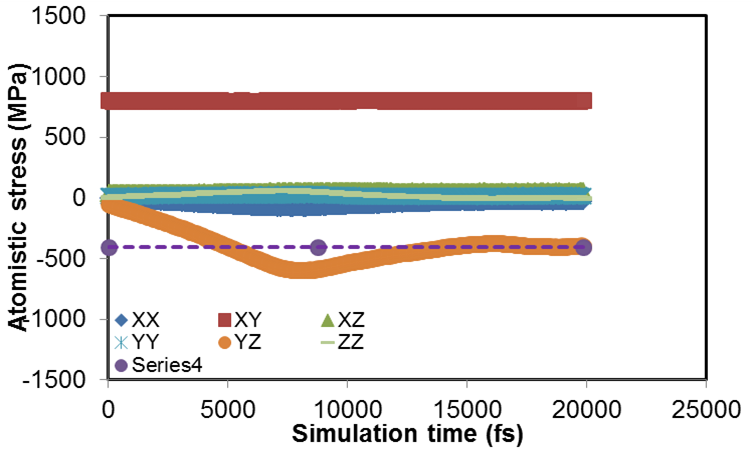 1500
1000
500
0
-500
-1000
-1500
Atomistic stress (MPa)
XX XY XZ
YY YZ ZZ
Series4
0 5000 10000 15000 20000 25000
Simulation time (fs)